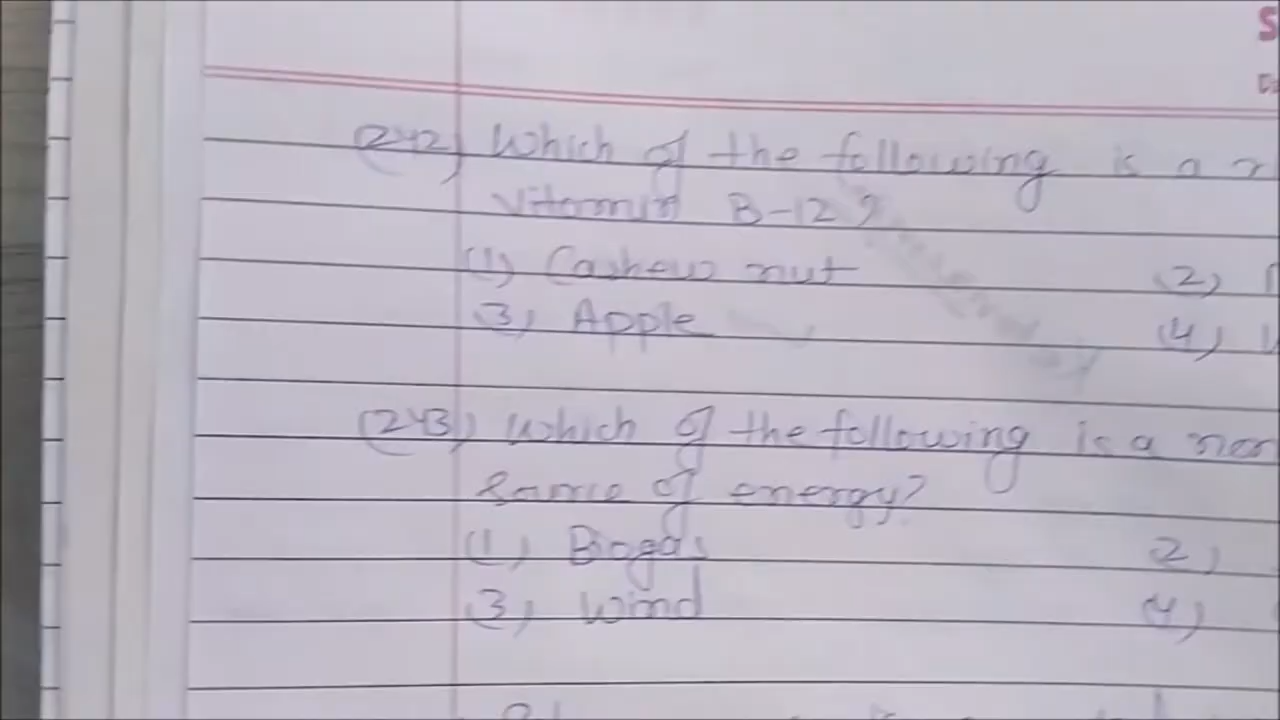 S
(242) Which of the following is a r
Vitamin B-12?
(1) Cashew nut (2)
(3) Apple (4)
(243) Which of the following is a non
Source of energy?
(1) Biogas 2)
(3) Wind (4)